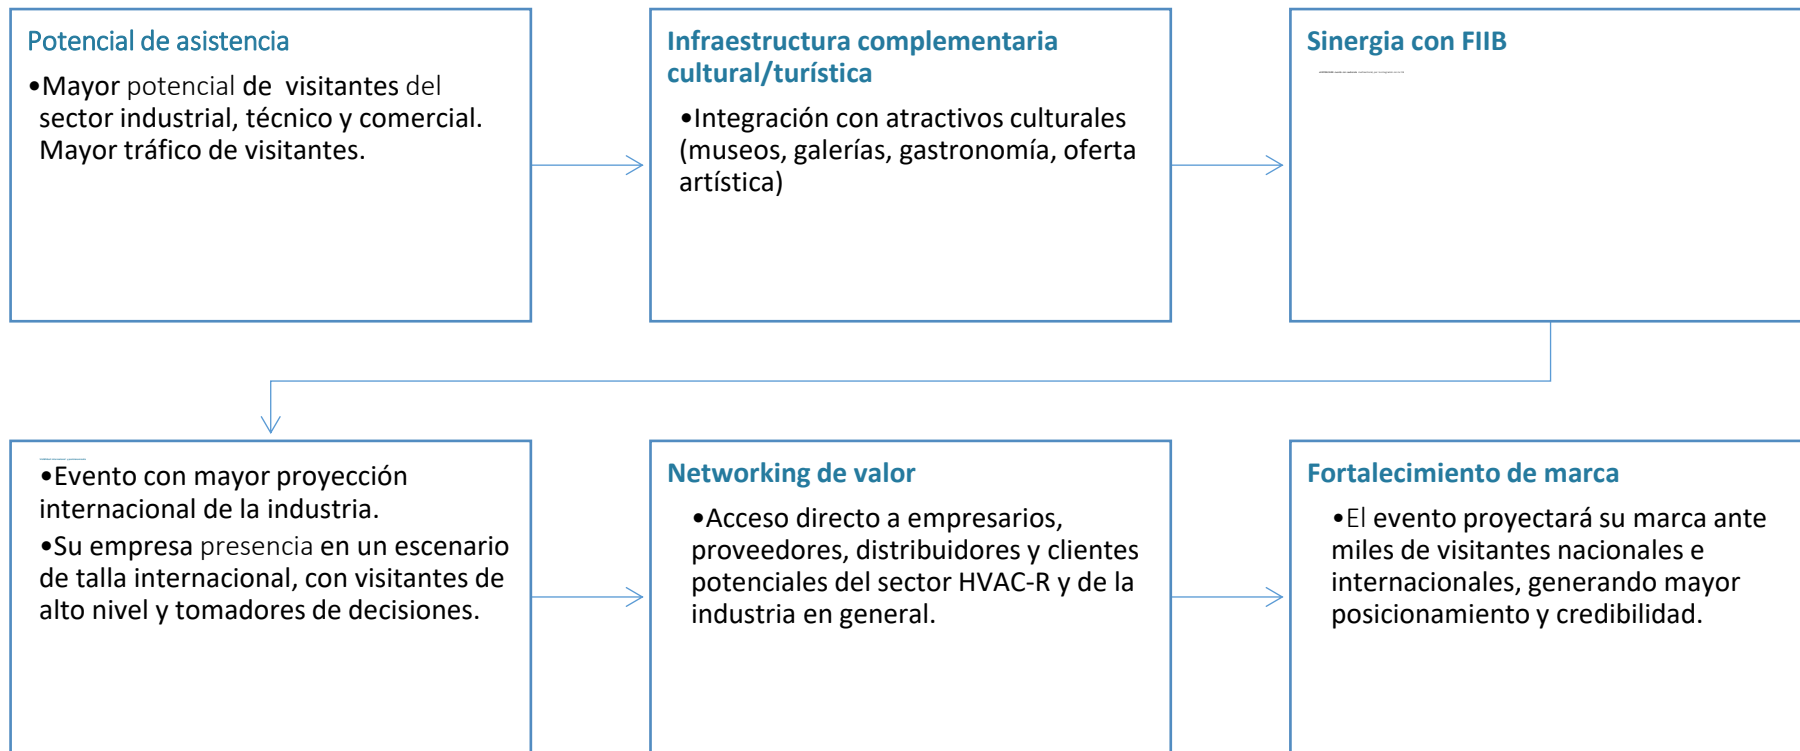 Potencial de asistencia
•Mayor potencial de visitantes del
sector industrial, técnico y comercial.
Mayor tráfico de visitantes.
Infraestructura complementaria
cultural/turística
•Integración con atractivos culturales
(museos, galerías, gastronomía, oferta
artística)
Sinergia con FIIB
•Evento con mayor proyección
internacional de la industria.
•Su empresa presencia en un escenario
de talla internacional, con visitantes de
alto nivel y tomadores de decisiones.
Networking de valor
•Acceso directo a empresarios,
proveedores, distribuidores y clientes
potenciales del sector HVAC-R y de la
industria en general.
Fortalecimiento de marca
•El evento proyectará su marca ante
miles de visitantes nacionales e
internacionales, generando mayor
posicionamiento y credibilidad.